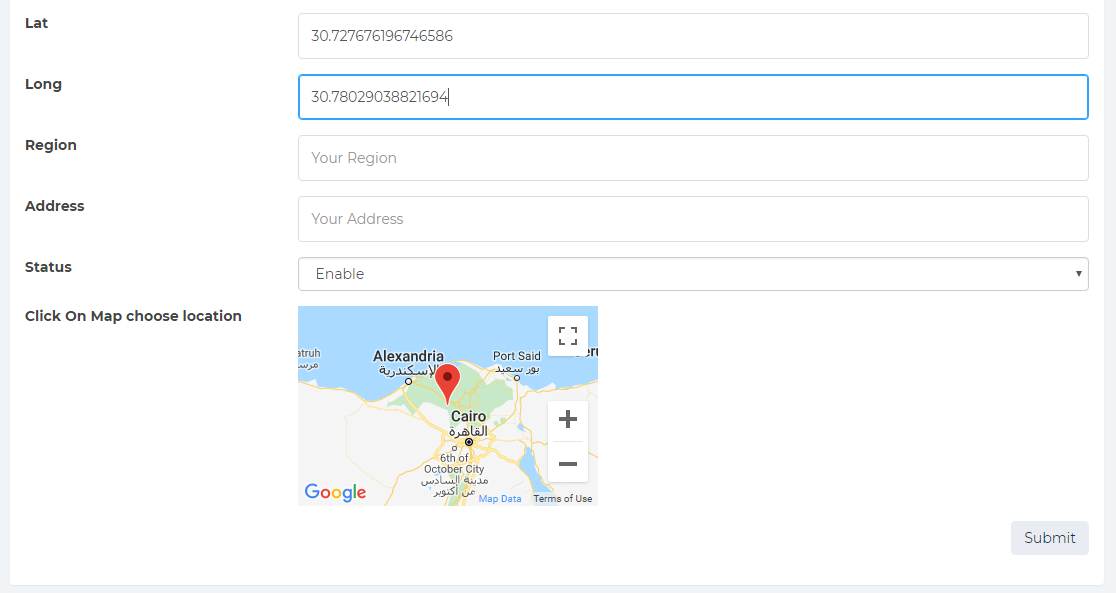 Lat
30.727676196746586
Long
30.78029038821694
Region
Your Region
Address
Your Address
Status
Enable
Click On Map choose location
atruh
Alexandria
الإسكندرية
Port Said
بور سعيد
Cairo
القاهرة
6th of
October City
مدينة السادس
من أكتوبر
Google
Map Data
Terms of Use
Submit